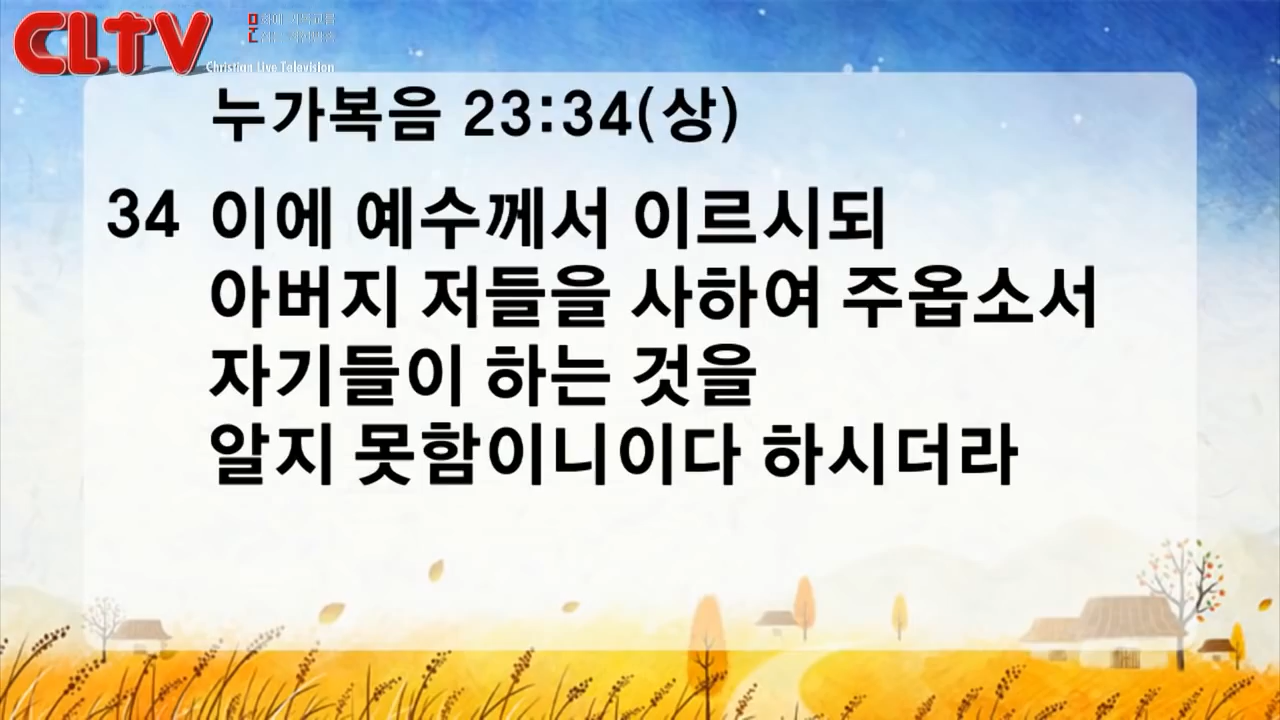 CLTV
Christian Live Television
누가복음 23:34(상)
34 이에 예수께서 이르시되
아버지 저들을 사하여 주옵소서
자기들이 하는 것을
알지 못함이니이다 하시더라